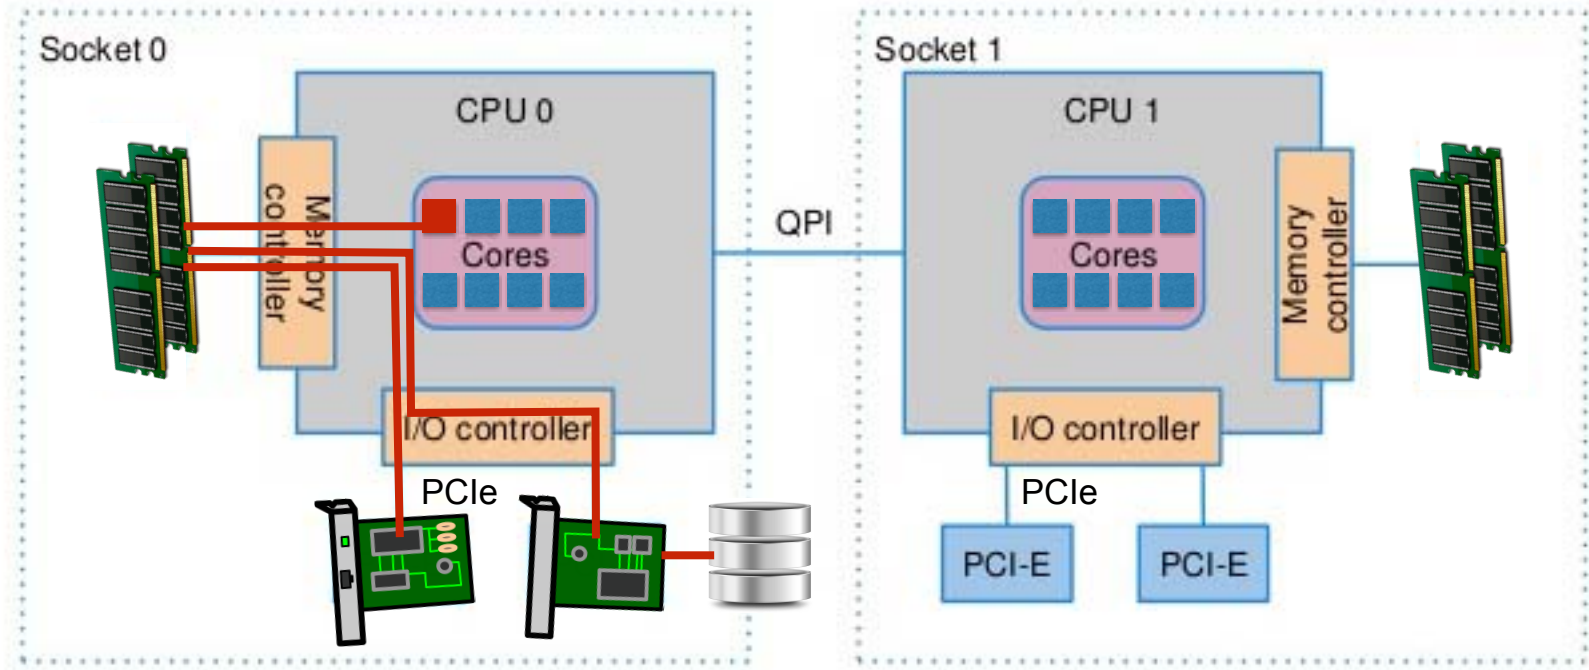 Socket 0
CPU 0
Memory
controller
Cores
I/O controller
PCIe
QPI
Socket 1
CPU 1
Cores
Memory
controller
I/O controller
PCIe
PCI-E
PCI-E